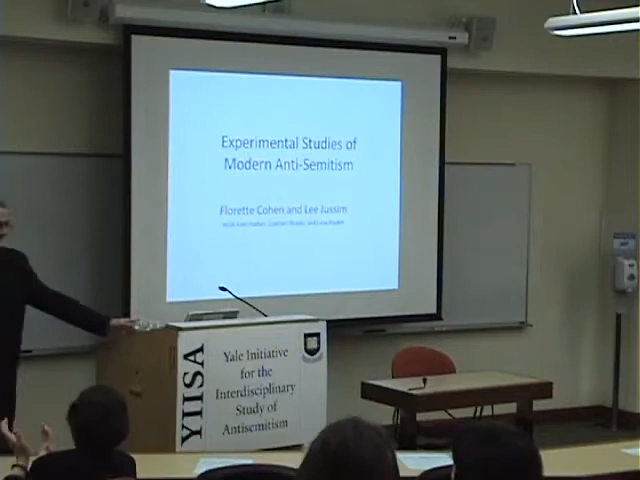 Experimental Studies of
Modern Anti-Semitism
Florette Cohen and Lee Jussim
YIISA
Yale Initiative
for the
Interdisciplinary
Study of
Antisemitism